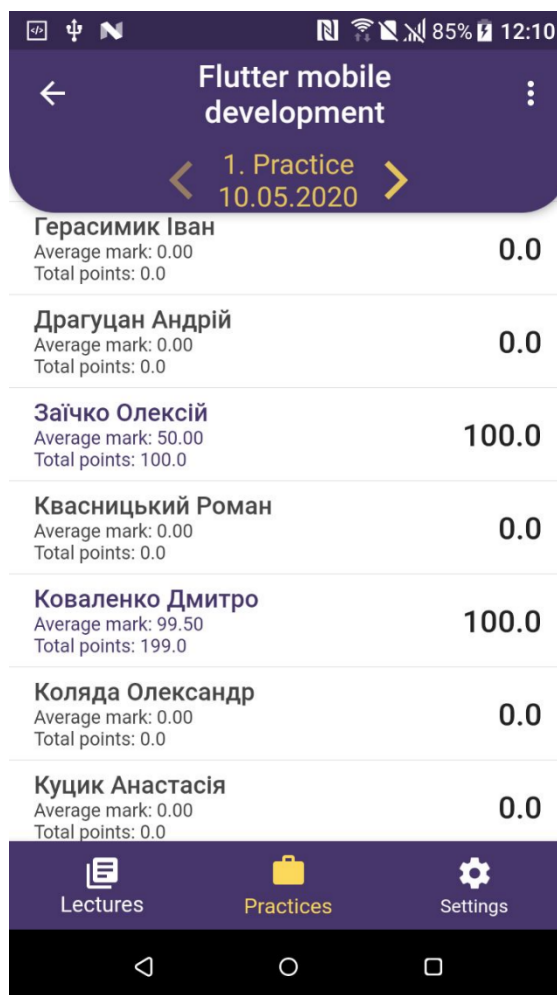 85% 12:10
Flutter mobile
development
1. Practice
10.05.2020
Герасимик Іван
Average mark: 0.00
Total points: 0.0
0.0
Драгуцан Андрій
Average mark: 0.00
Total points: 0.0
0.0
Заїчко Олексій
Average mark: 50.00
Total points: 100.0
100.0
Квасницький Роман
Average mark: 0.00
Total points: 0.0
0.0
Коваленко Дмитро
Average mark: 99.50
Total points: 199.0
100.0
Коляда Олександр
Average mark: 0.00
Total points: 0.0
0.0
Куцик Анастасія
Average mark: 0.00
Total points: 0.0
0.0
Lectures
Practices
Settings